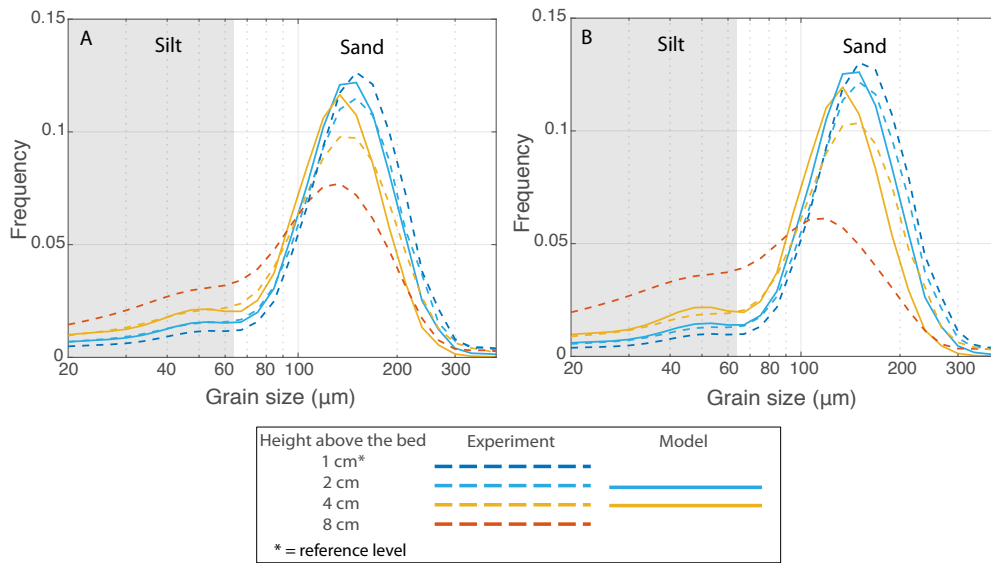 A
Silt
Sand
0.15
0.1
0.05
0
Frequency
20
30
40
60
80
100
200
300
Grain size (µm)
B
Silt
Sand
0.15
0.1
0.05
0
Frequency
20
30
40
60
80
100
200
300
Grain size (µm)
Height above the bed Experiment Model
1 cm*
2 cm
4 cm
8 cm
* = reference level